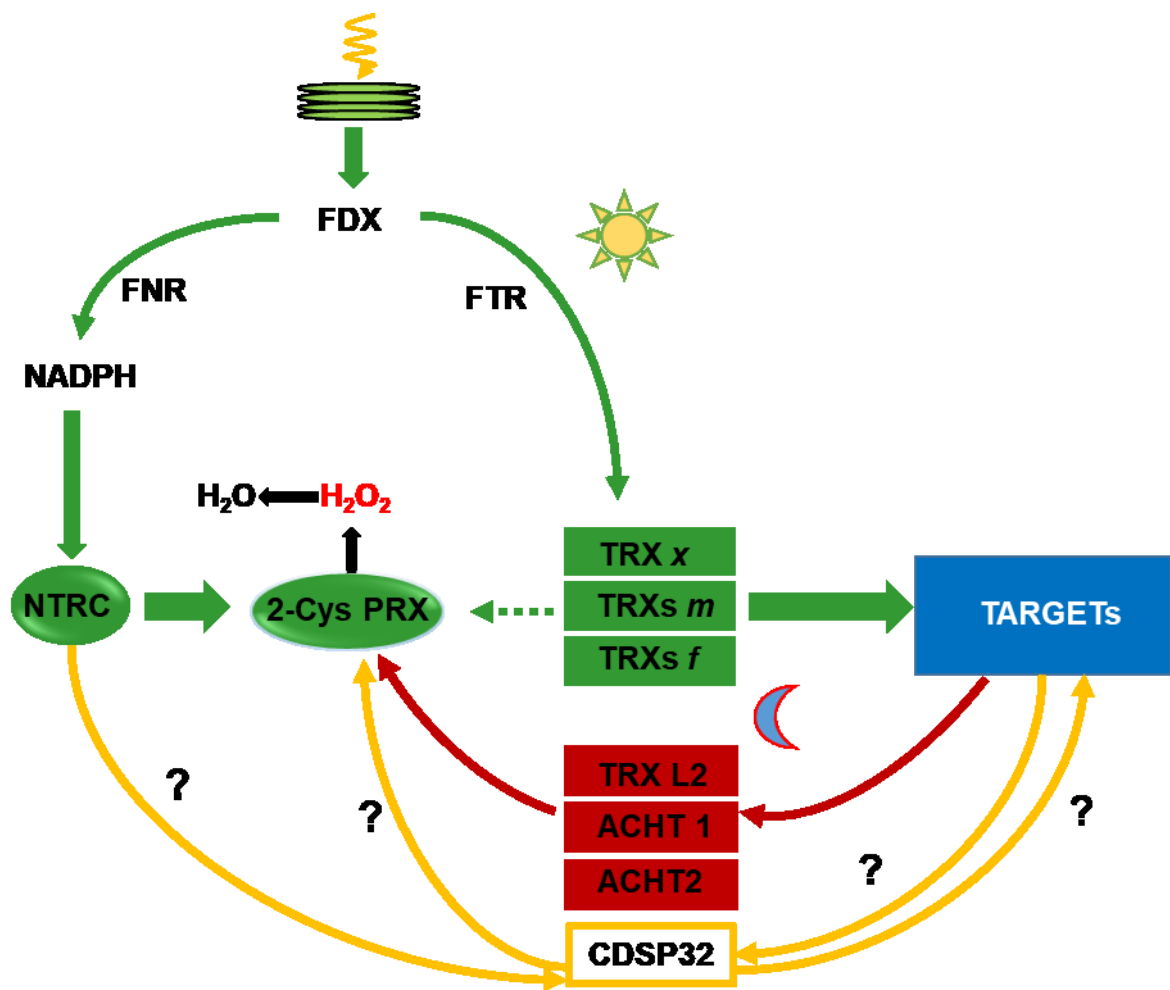 FDX
FNR
FTR
NADPH
H₂O
H₂O₂
TRX x
NTRC
2-Cys PRX
TRXs m
TARGETs
TRXs f
TRX L2
?
?
ACHT 1
?
?
ACHT2
CDSP32